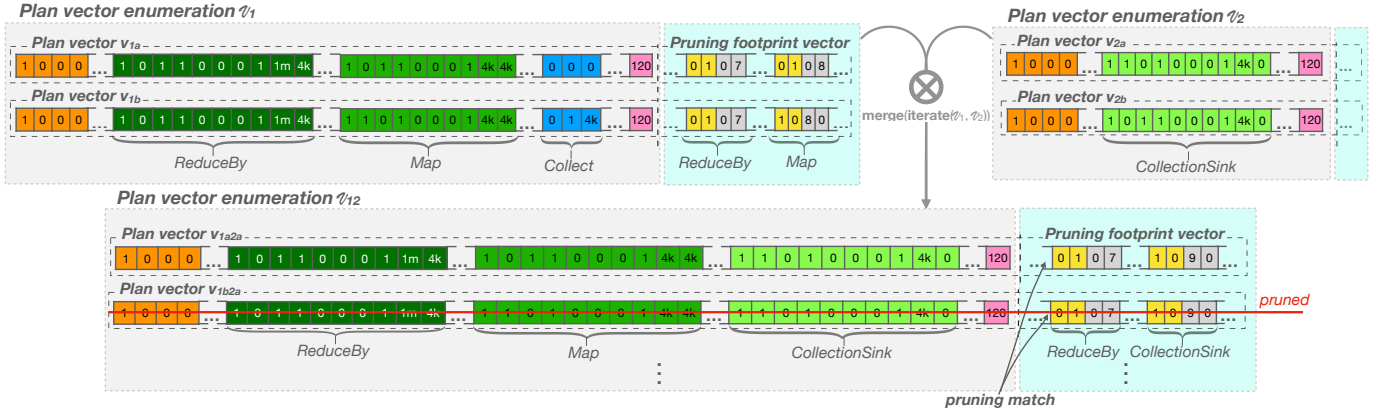 Plan vector enumeration 𝒱1
Plan vector enumeration 𝒱2
Plan vector v1a
Pruning footprint vector
Plan vector v2a
1 0 0 0 ... 1 0 1 1 0 0 0 1 1m 4k ... 1 0 1 1 0 0 0 1 4k 4k ... 0 0 0 ... 120 ... 0 1 0 7 ... 0 1 0 8 ...
1 0 0 0 ... 1 1 0 1 0 0 0 1 4k 0 ... 120 ...
Plan vector v1b
Plan vector v2b
1 0 0 0 ... 1 0 1 1 0 0 0 1 1m 4k ... 1 0 1 1 0 0 0 1 4k 4k ... 0 1 4k ... 120 ... 0 1 0 7 ... 1 0 8 0 ...
merge(iterate(𝒱1, 𝒱2))
1 0 0 0 ... 1 0 1 1 0 0 0 1 4k 0 ... 120 ...
ReduceBy Map Collect ReduceBy Map
CollectionSink
Plan vector enumeration 𝒱12
Plan vector v1a2a
Pruning footprint vector
1 0 0 0 ... 1 0 1 1 0 0 0 1 1m 4k ... 1 0 1 1 0 0 0 1 4k 4k ... 1 1 0 1 0 0 0 1 4k 0 ... 120 ... 0 1 0 7 ... 1 0 9 0 ...
Plan vector v1b2a
pruned
1 0 0 0 ... 1 0 1 1 0 0 0 1 1m 4k ... 1 0 1 1 0 0 0 1 4k 4k ... 1 1 0 1 0 0 0 1 4k 0 ... 120 ... 0 1 0 7 ... 1 0 9 0 ...
ReduceBy Map CollectionSink ReduceBy CollectionSink
pruning match